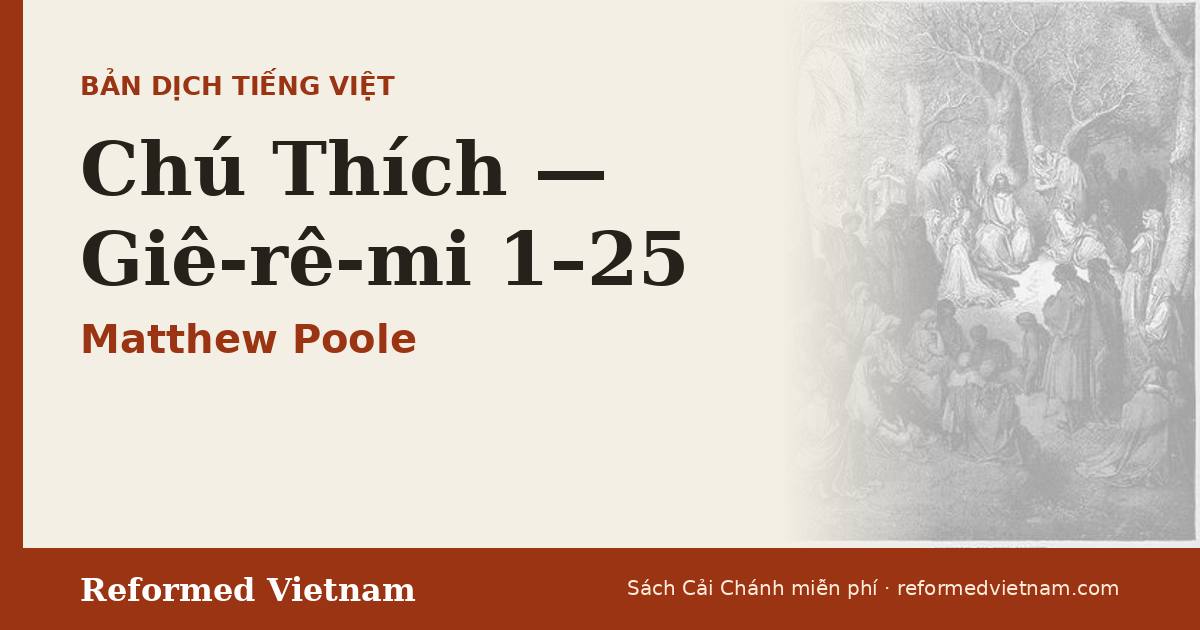 BẢN DỊCH TIẾNG VIỆT
Chú Thích —
Giê-rê-mi 1–25
Matthew Poole
Reformed Vietnam
Sách Cải Chánh miễn phí · reformedvietnam.com